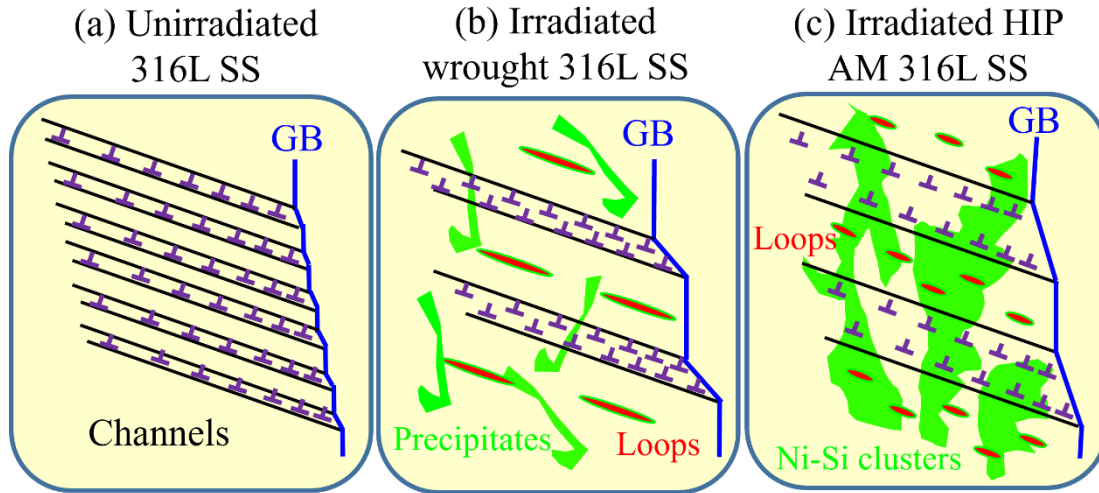 (a) Unirradiated
316L SS
GB
Channels
(b) Irradiated
wrought 316L SS
GB
Precipitates
Loops
(c) Irradiated HIP
AM 316L SS
GB
Loops
Ni-Si clusters